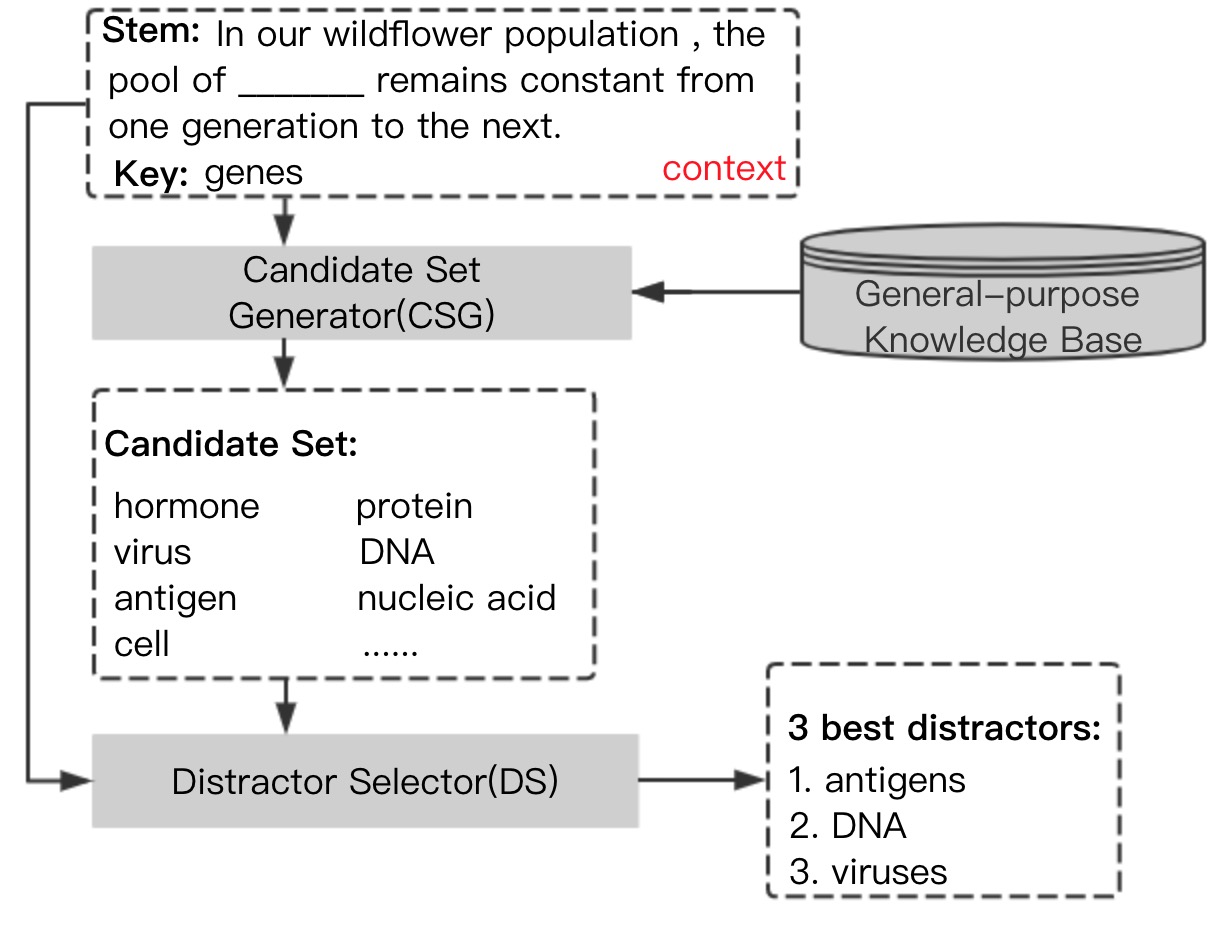 Stem: In our wildflower population , the
pool of _______ remains constant from
one generation to the next.
Key: genes
context
Candidate Set
Generator(CSG)
General-purpose
Knowledge Base
Candidate Set:
hormone protein
virus DNA
antigen nucleic acid
cell ......
Distractor Selector(DS)
3 best distractors:
1. antigens
2. DNA
3. viruses